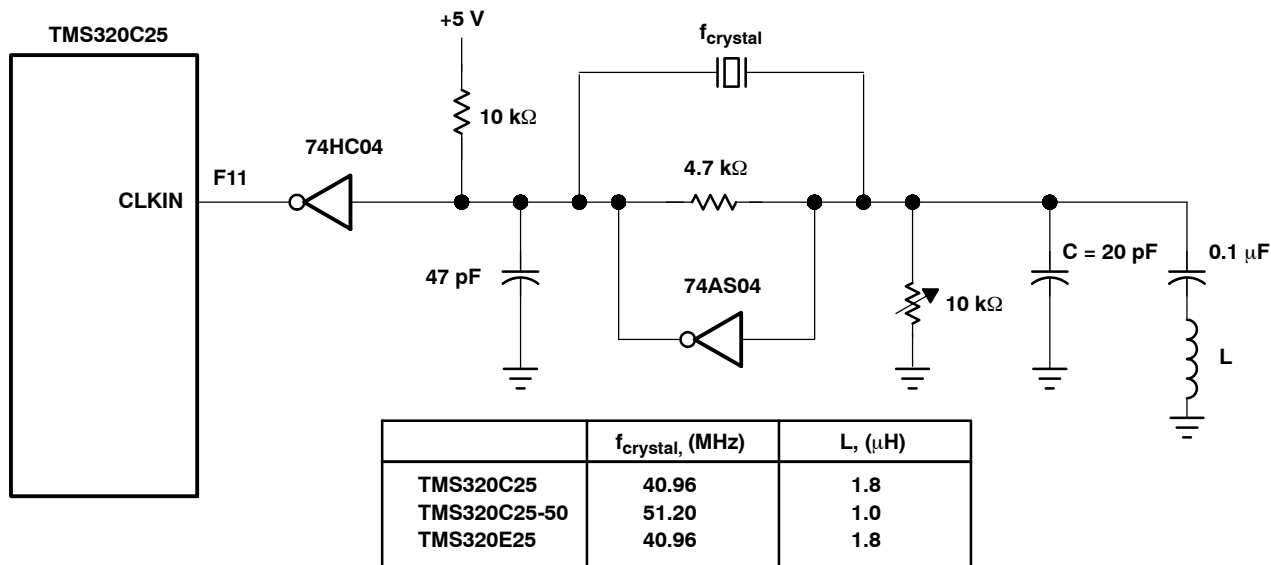 TMS320C25
+5 V
f_crystal
10 kΩ
74HC04
4.7 kΩ
F11
CLKIN
47 pF
74AS04
C = 20 pF
0.1 μF
10 kΩ
L
f_crystal, (MHz) L, (μH)
TMS320C25 40.96 1.8
TMS320C25-50 51.20 1.0
TMS320E25 40.96 1.8